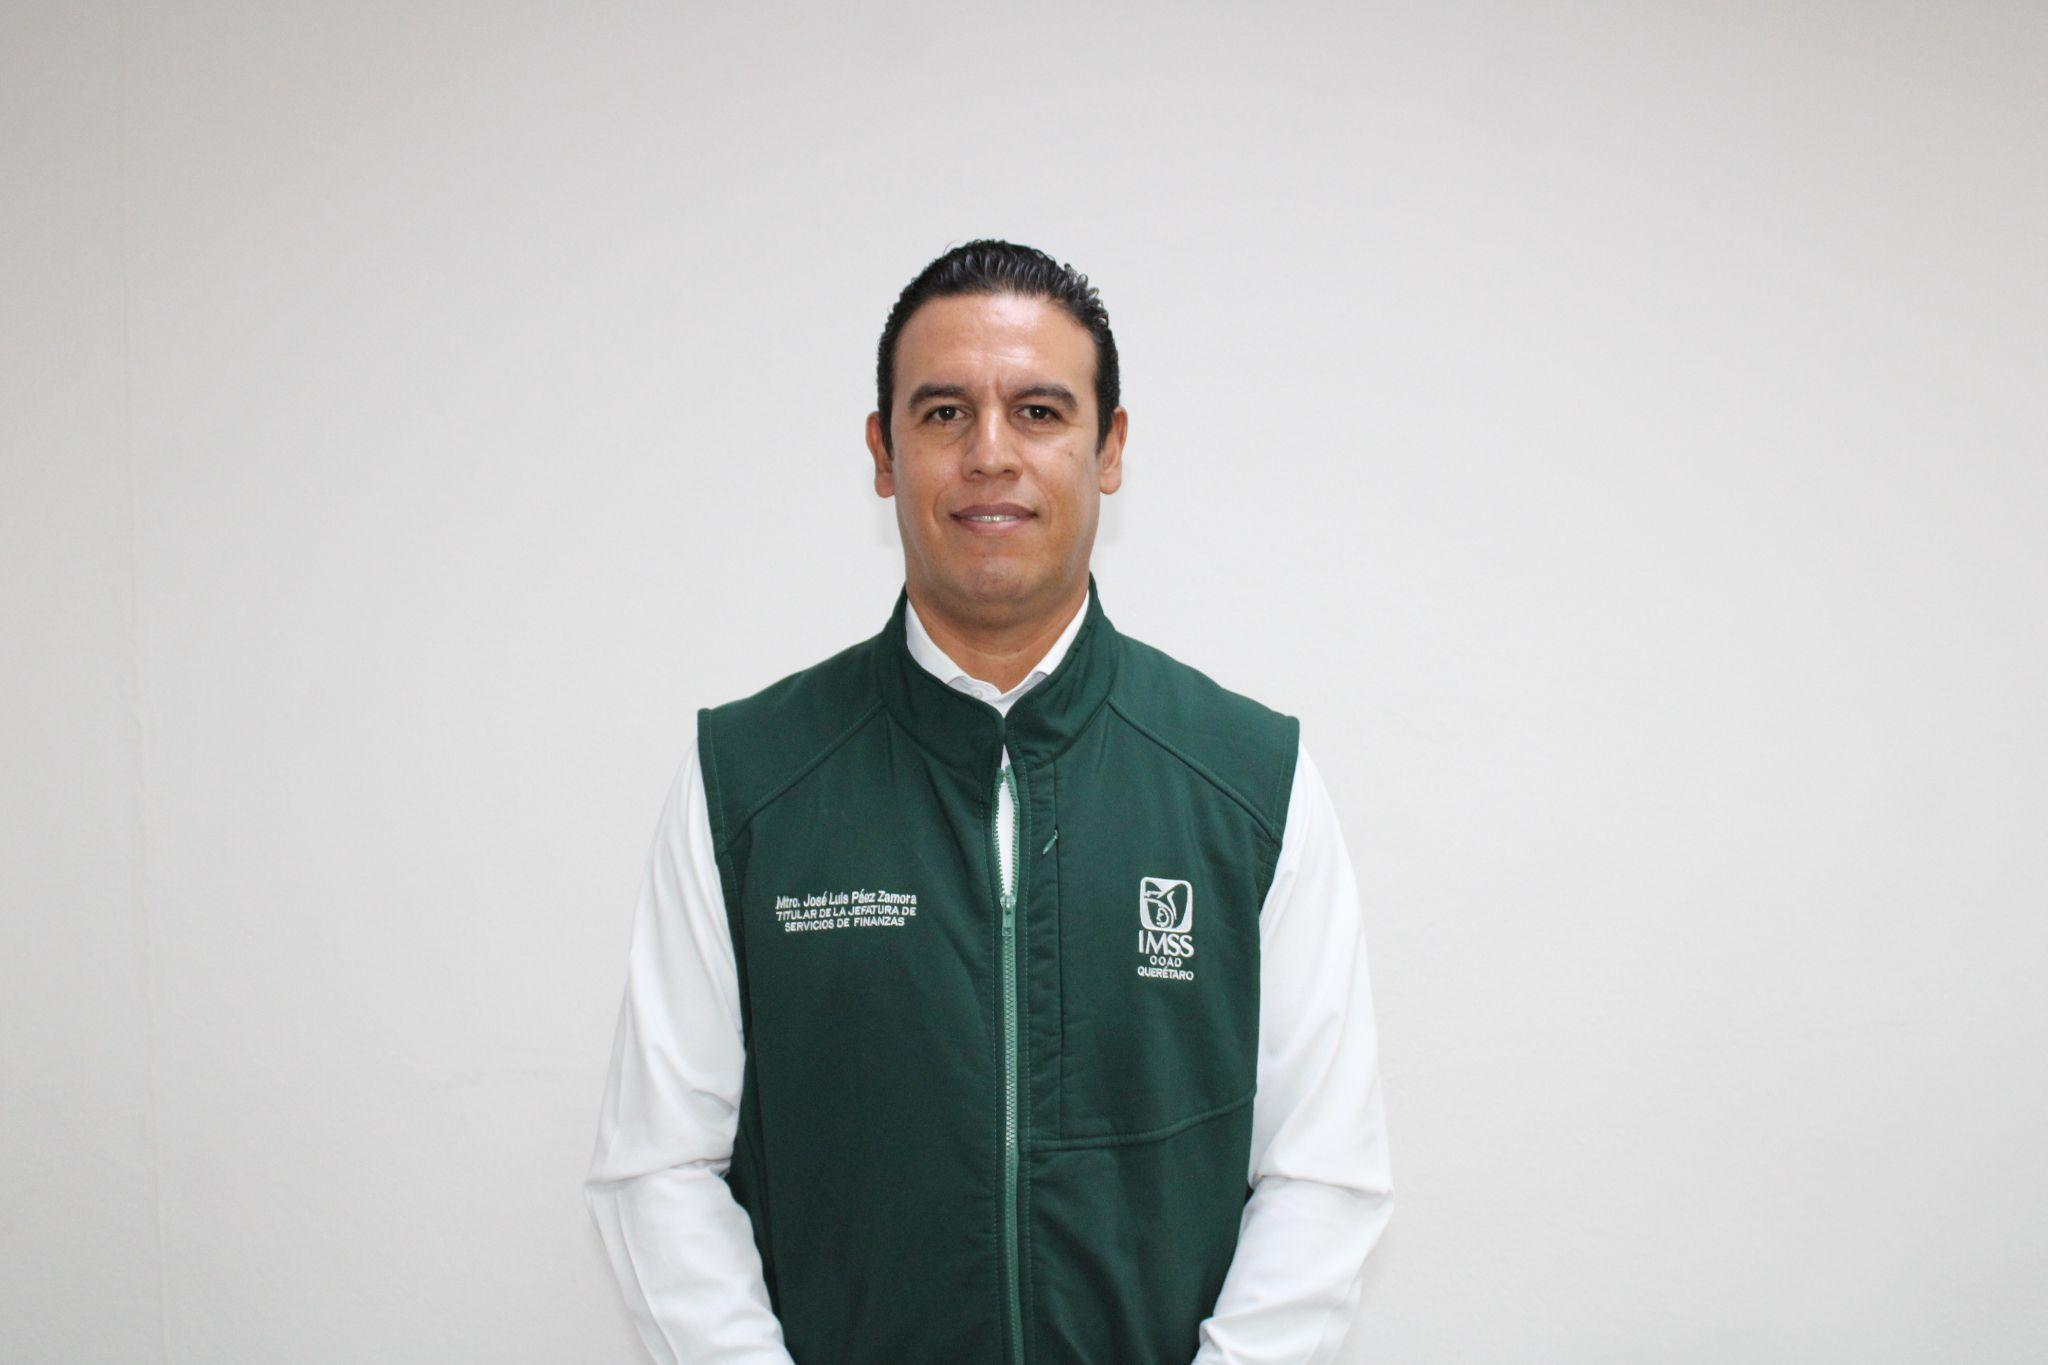 Mtro. José Luis Páez Zamora
TITULAR DE LA JEFATURA DE
SERVICIOS DE FINANZAS
IMSS
OOAD
QUERÉTARO